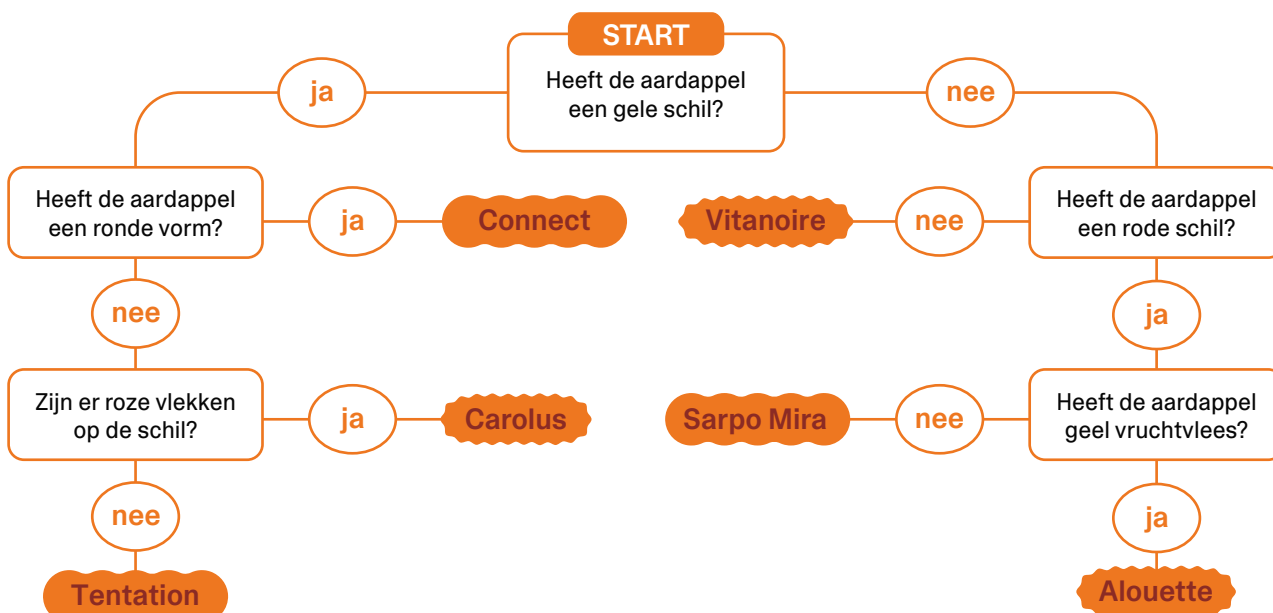 START
Heeft de aardappel
een gele schil?
ja
nee
Heeft de aardappel
een ronde vorm?
ja
Connect
Vitanoire
nee
Heeft de aardappel
een rode schil?
nee
ja
Zijn er roze vlekken
op de schil?
ja
Carolus
Sarpo Mira
nee
Heeft de aardappel
geel vruchtvlees?
nee
ja
Tentation
Alouette